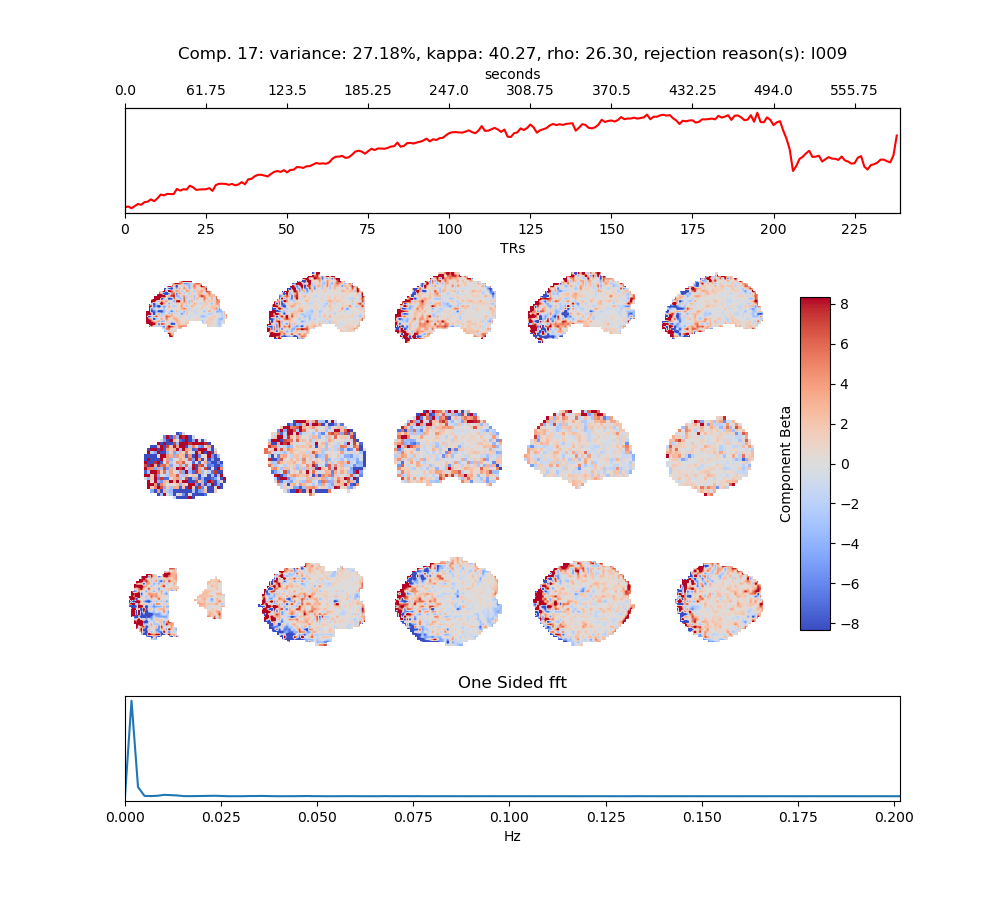 Comp. 17: variance: 27.18%, kappa: 40.27, rho: 26.30, rejection reason(s): I009
seconds
0.0 61.75 123.5 185.25 247.0 308.75 370.5 432.25 494.0 555.75
0 25 50 75 100 125 150 175 200 225
TRs
8
6
4
2
0
−2
−4
−6
−8
Component Beta
One Sided fft
0.000 0.025 0.050 0.075 0.100 0.125 0.150 0.175 0.200
Hz